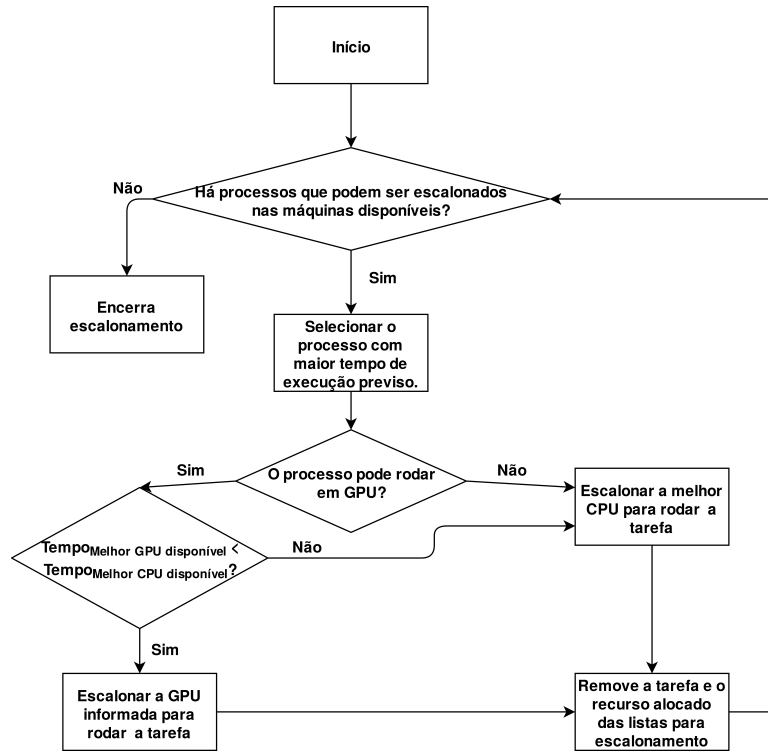 Início
Há processos que podem ser escalonados
nas máquinas disponíveis?
Não
Sim
Encerra
escalonamento
Selecionar o
processo com
maior tempo de
execução previso.
O processo pode rodar
em GPU?
Sim
Não
Escalonar a melhor
CPU para rodar a
tarefa
TempoMelhor GPU disponível <
TempoMelhor CPU disponível?
Não
Sim
Escalonar a GPU
informada para
rodar a tarefa
Remove a tarefa e o
recurso alocado
das listas para
escalonamento